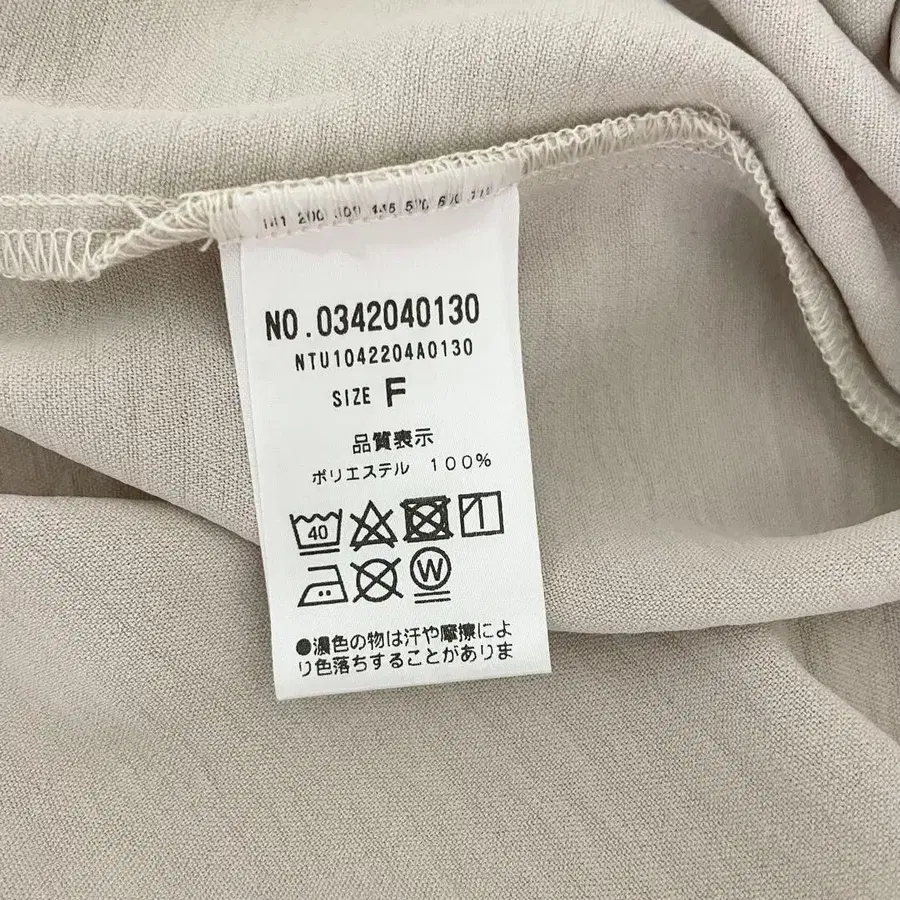 NO.0342040130
NTU1042204A0130
SIZE F
品質表示
ポリエステル 100%
40
W
●濃色の物は汗や摩擦によ
り色落ちすることがありま